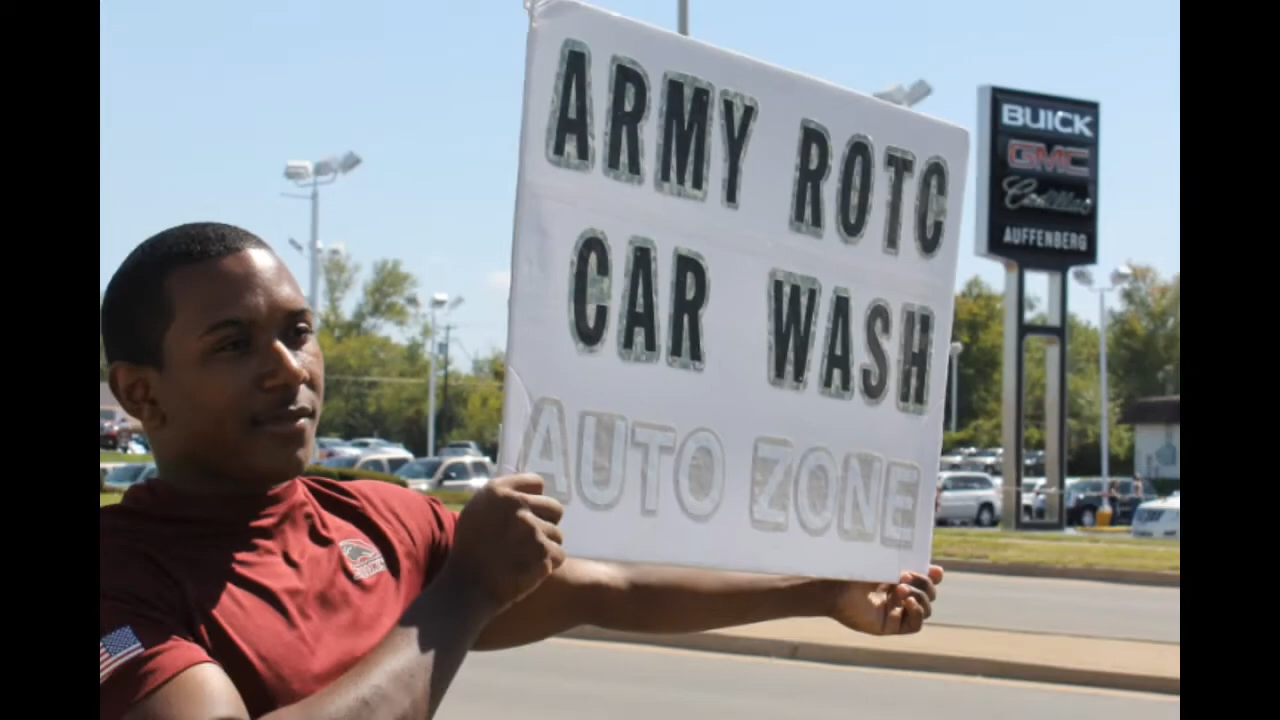 ARMY ROTC
CAR WASH
AUTO ZONE
BUICK
GMC
Cadillac
AUFFENBERG